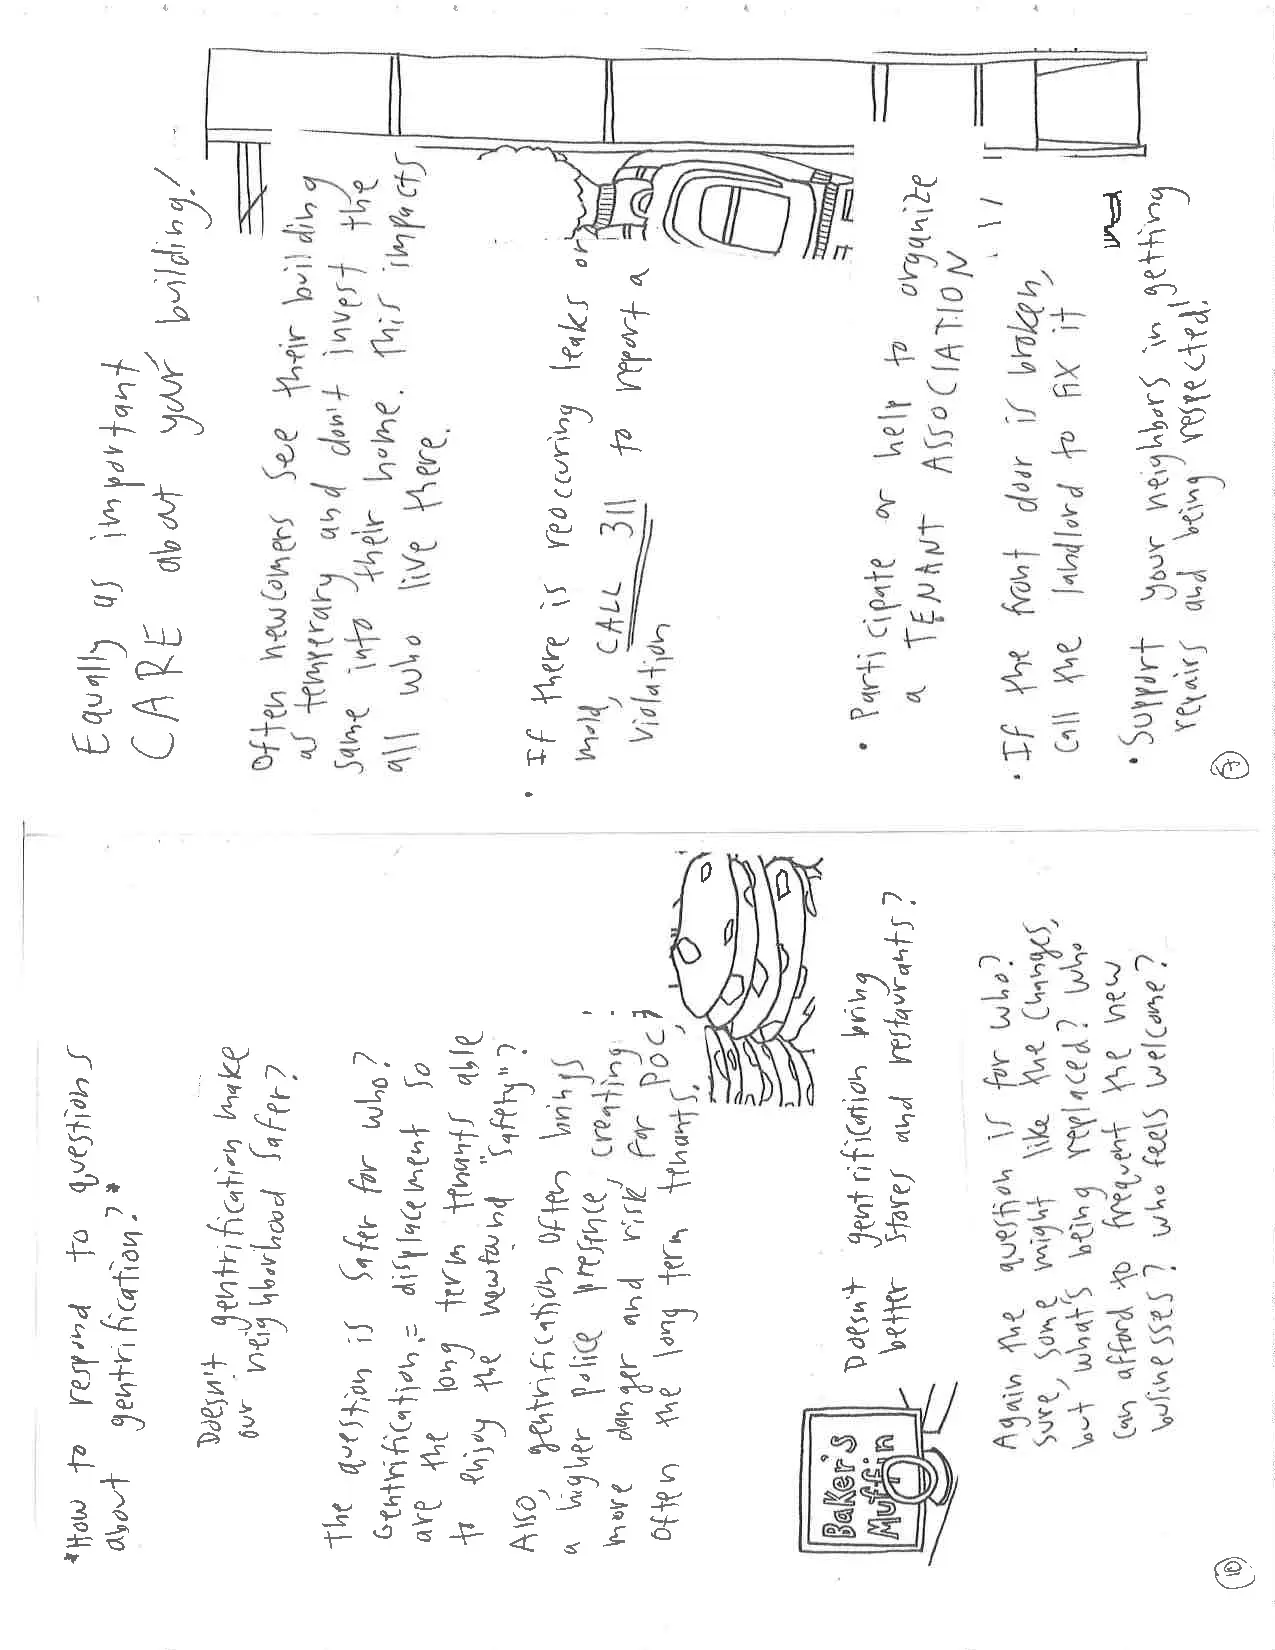 *How to respond to questions
about gentrification?*
Doesn't gentrification make
our neighborhood safer?
The question is safer for who?
Gentrification = displacement so
are the long term tenants able
to enjoy the newfound "safety"?
Also, gentrification often brings
a higher police presence, creating
more danger and risk for POC,
often the long term tenants.
Doesn't gentrification bring
better stores and restaurants?
Baker's
Muffin
Again the question is for who?
Sure, some might like the changes,
but what's being replaced? Who
can afford to frequent the new
businesses? Who feels welcome?
10
Equally as important
CARE about your building!
Often newcomers see their building
as temperary and don't invest the
same into their home. This impacts
all who live there.
• If there is reoccuring leaks or
mold, CALL 311 to report a
violation
• Participate or help to organize
a TENANT ASSOCIATION
• If the front door is broken,
call the landlord to fix it
• Support your neighbors in getting
repairs and being respected!
7